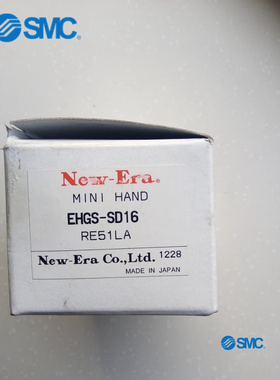 SMC
New-Era®
MINI HAND
EHGS-SD16
RE51LA
New-Era Co.,Ltd. 1228
MADE IN JAPAN
SMC